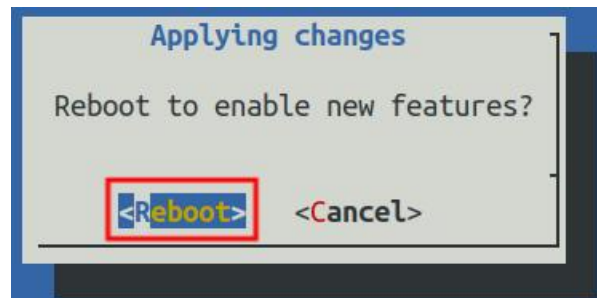 Applying changes
Reboot to enable new features?
<Reboot> <Cancel>